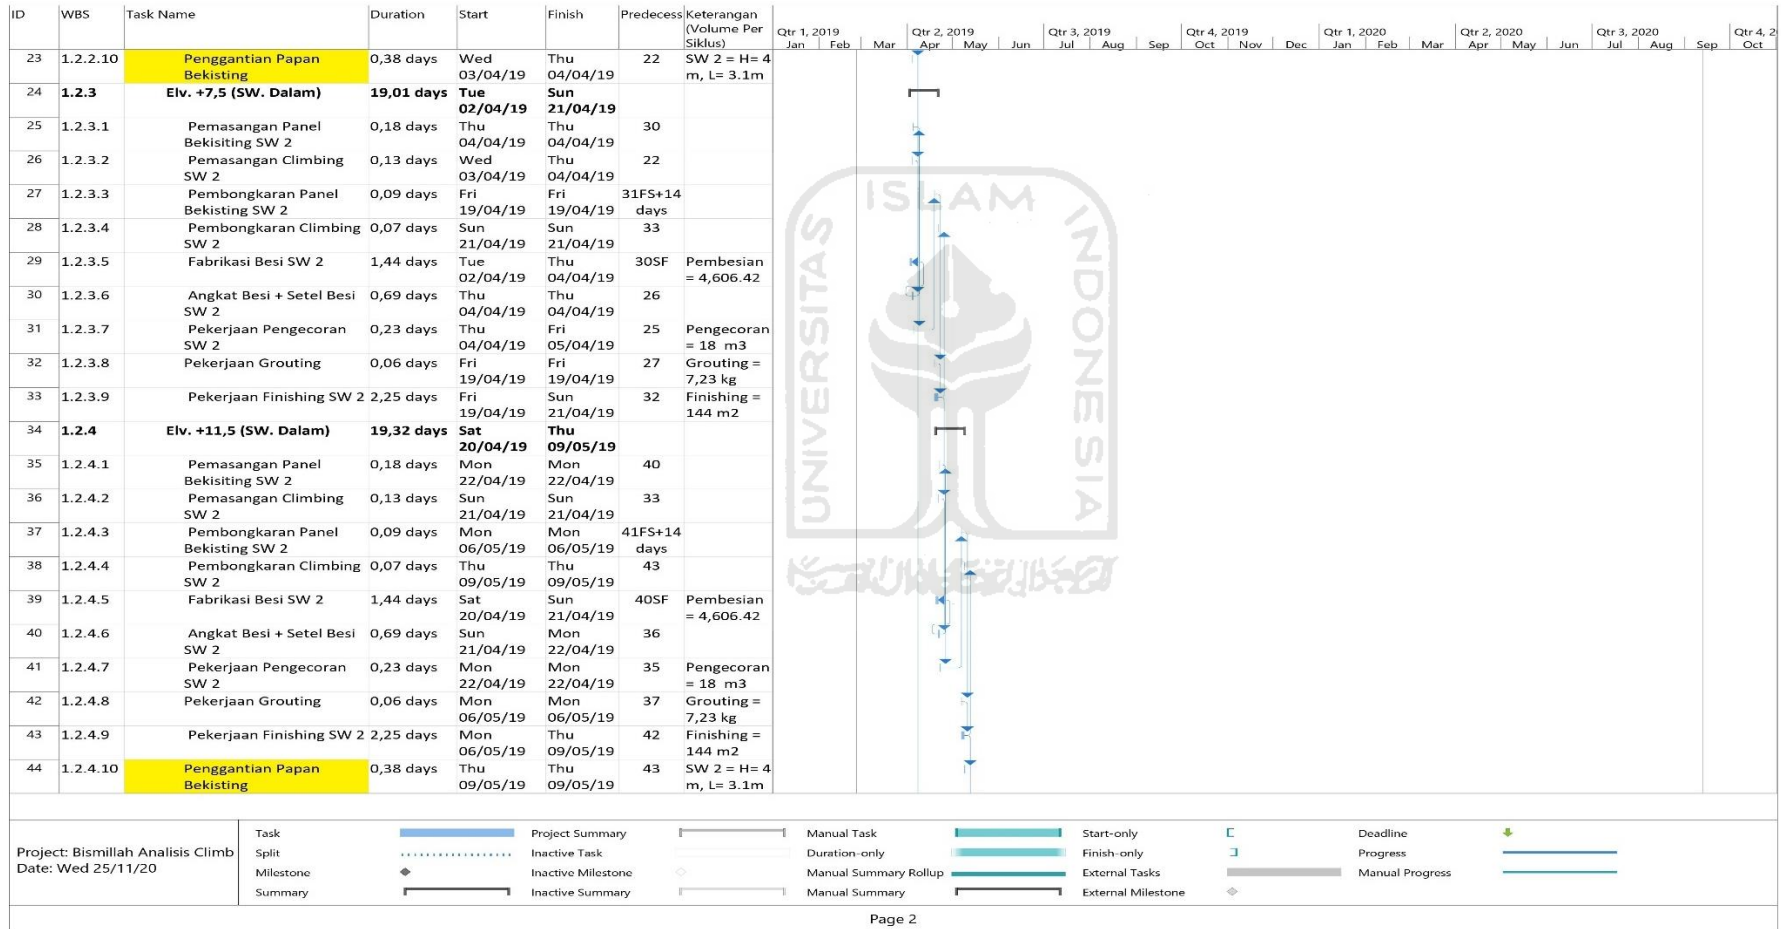 ID WBS Task Name Duration Start Finish Predecess Keterangan
(Volume Per
Siklus)
Qtr 1, 2019 Qtr 2, 2019 Qtr 3, 2019 Qtr 4, 2019 Qtr 1, 2020 Qtr 2, 2020 Qtr 3, 2020 Qtr 4, 2
Jan Feb Mar Apr May Jun Jul Aug Sep Oct Nov Dec Jan Feb Mar Apr May Jun Jul Aug Sep Oct
23 1.2.2.10 Penggantian Papan 0,38 days Wed Thu 22 SW 2 = H= 4
Bekisting 03/04/19 04/04/19 m, L= 3.1m
24 1.2.3 Elv. +7,5 (SW. Dalam) 19,01 days Tue Sun
02/04/19 21/04/19
25 1.2.3.1 Pemasangan Panel 0,18 days Thu Thu 30
Bekisiting SW 2 04/04/19 04/04/19
26 1.2.3.2 Pemasangan Climbing 0,13 days Wed Thu 22
SW 2 03/04/19 04/04/19
27 1.2.3.3 Pembongkaran Panel 0,09 days Fri Fri 31FS+14
Bekisting SW 2 19/04/19 19/04/19 days
28 1.2.3.4 Pembongkaran Climbing 0,07 days Sun Sun 33
SW 2 21/04/19 21/04/19
29 1.2.3.5 Fabrikasi Besi SW 2 1,44 days Tue Thu 30SF Pembesian
02/04/19 04/04/19 = 4,606.42
30 1.2.3.6 Angkat Besi + Setel Besi 0,69 days Thu Thu 26
SW 2 04/04/19 04/04/19
31 1.2.3.7 Pekerjaan Pengecoran 0,23 days Thu Fri 25 Pengecoran
SW 2 04/04/19 05/04/19 = 18 m3
32 1.2.3.8 Pekerjaan Grouting 0,06 days Fri Fri 27 Grouting =
19/04/19 19/04/19 7,23 kg
33 1.2.3.9 Pekerjaan Finishing SW 2 2,25 days Fri Sun 32 Finishing =
19/04/19 21/04/19 144 m2
34 1.2.4 Elv. +11,5 (SW. Dalam) 19,32 days Sat Thu
20/04/19 09/05/19
35 1.2.4.1 Pemasangan Panel 0,18 days Mon Mon 40
Bekisiting SW 2 22/04/19 22/04/19
36 1.2.4.2 Pemasangan Climbing 0,13 days Sun Sun 33
SW 2 21/04/19 21/04/19
37 1.2.4.3 Pembongkaran Panel 0,09 days Mon Mon 41FS+14
Bekisting SW 2 06/05/19 06/05/19 days
38 1.2.4.4 Pembongkaran Climbing 0,07 days Thu Thu 43
SW 2 09/05/19 09/05/19
39 1.2.4.5 Fabrikasi Besi SW 2 1,44 days Sat Sun 40SF Pembesian
20/04/19 21/04/19 = 4,606.42
40 1.2.4.6 Angkat Besi + Setel Besi 0,69 days Sun Mon 36
SW 2 21/04/19 22/04/19
41 1.2.4.7 Pekerjaan Pengecoran 0,23 days Mon Mon 35 Pengecoran
SW 2 22/04/19 22/04/19 = 18 m3
42 1.2.4.8 Pekerjaan Grouting 0,06 days Mon Mon 37 Grouting =
06/05/19 06/05/19 7,23 kg
43 1.2.4.9 Pekerjaan Finishing SW 2 2,25 days Mon Thu 42 Finishing =
06/05/19 09/05/19 144 m2
44 1.2.4.10 Penggantian Papan 0,38 days Thu Thu 43 SW 2 = H= 4
Bekisting 09/05/19 09/05/19 m, L= 3.1m
UNIVERSITAS
ISLAM
INDONESIA
Project: Bismillah Analisis Climb
Date: Wed 25/11/20
Task Project Summary Manual Task Start-only Deadline
Split Inactive Task Duration-only Finish-only Progress
Milestone Inactive Milestone Manual Summary Rollup External Tasks Manual Progress
Summary Inactive Summary Manual Summary External Milestone
Page 2